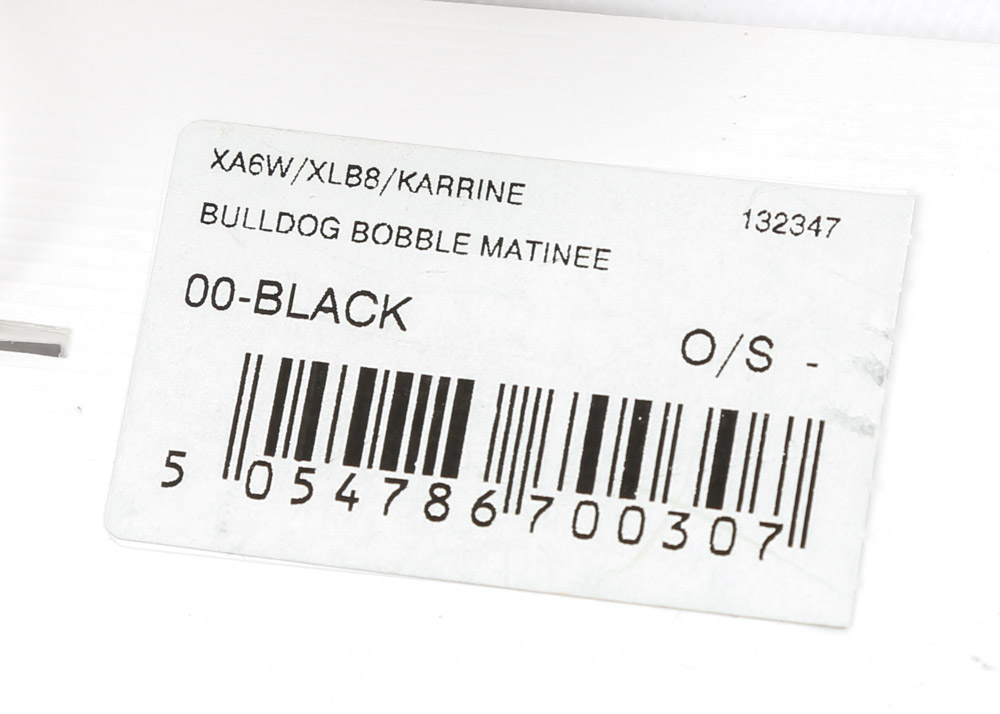 XA6W/XLB8/KARRINE
132347
BULLDOG BOBBLE MATINEE
00-BLACK
O/S -
5 054786 700307